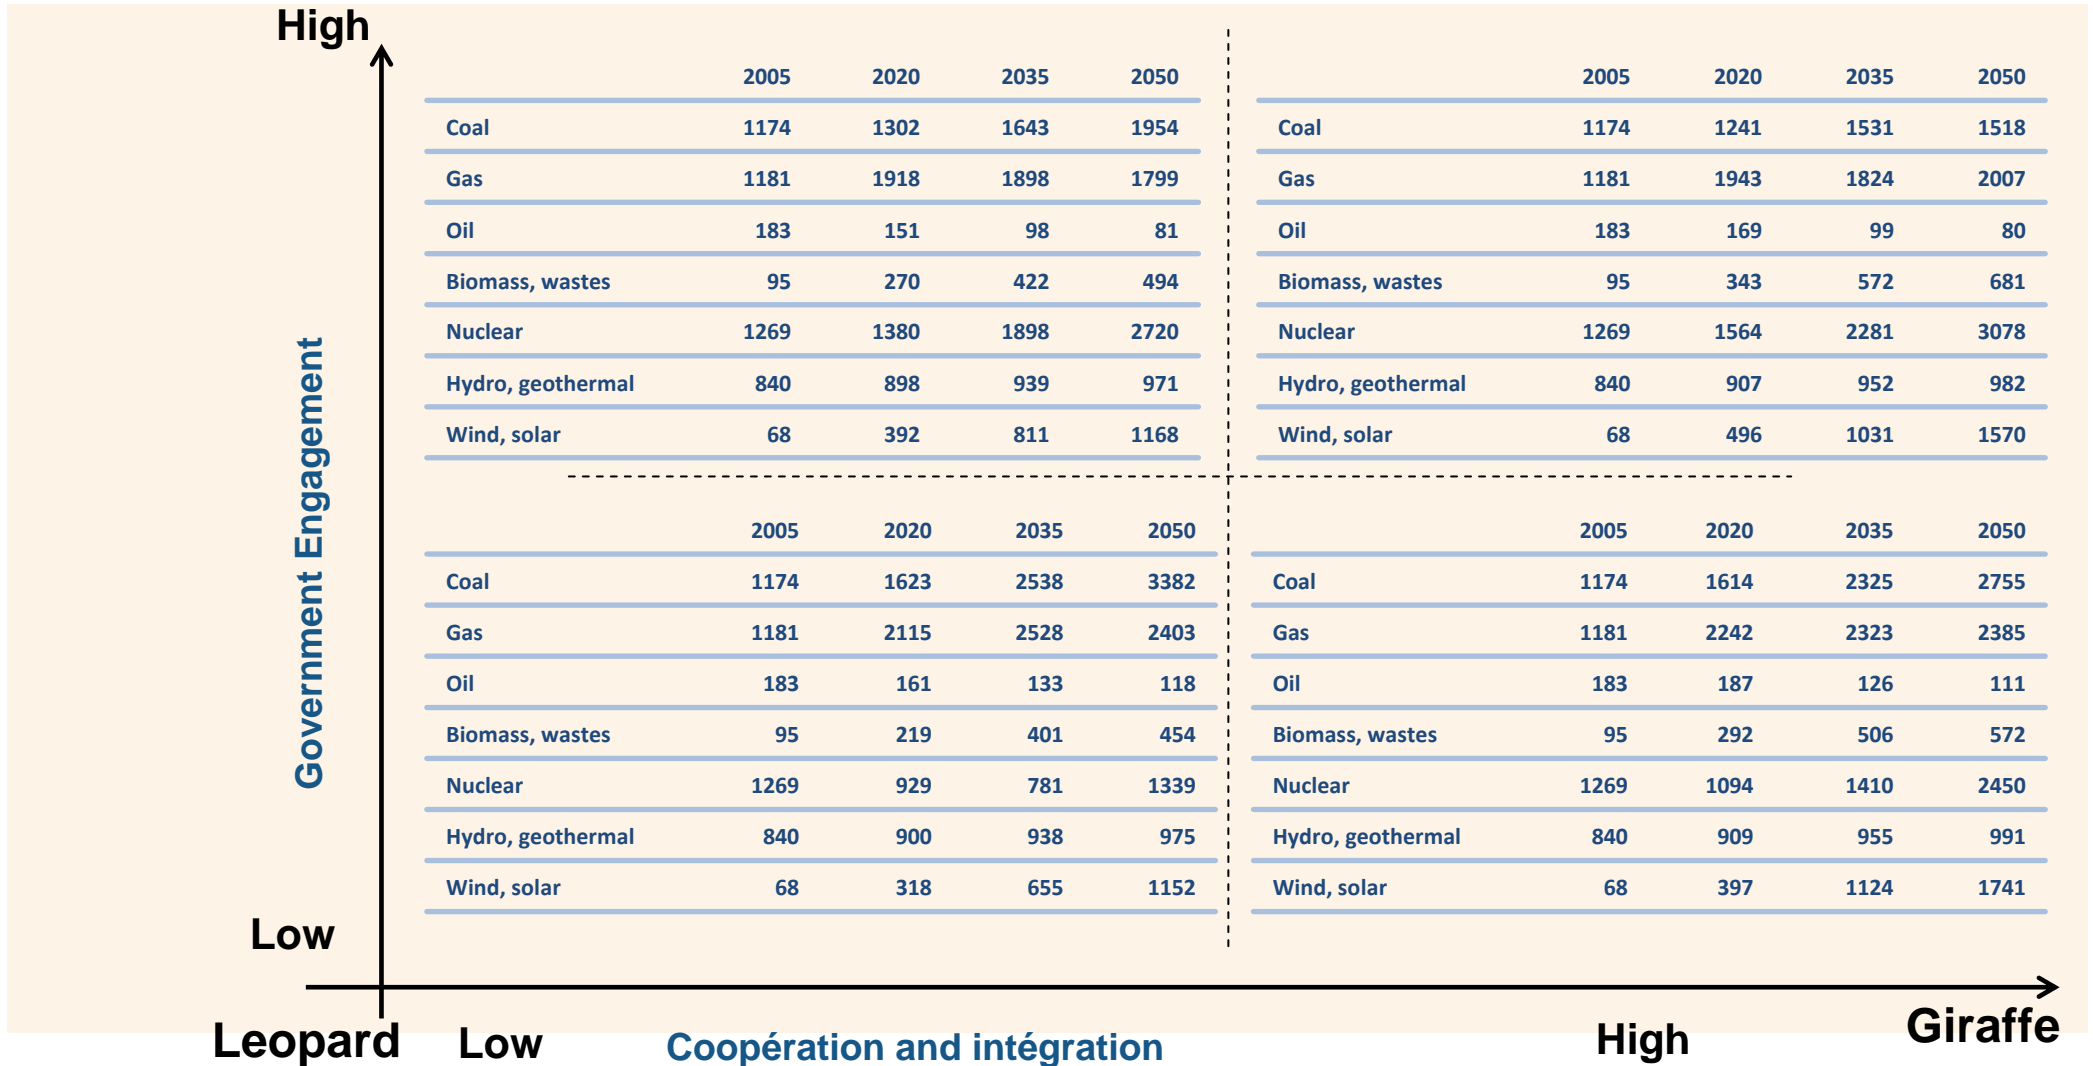 High
2005 2020 2035 2050
Coal 1174 1302 1643 1954
Gas 1181 1918 1898 1799
Oil 183 151 98 81
Biomass, wastes 95 270 422 494
Nuclear 1269 1380 1898 2720
Hydro, geothermal 840 898 939 971
Wind, solar 68 392 811 1168
2005 2020 2035 2050
Coal 1174 1241 1531 1518
Gas 1181 1943 1824 2007
Oil 183 169 99 80
Biomass, wastes 95 343 572 681
Nuclear 1269 1564 2281 3078
Hydro, geothermal 840 907 952 982
Wind, solar 68 496 1031 1570
Government Engagement
2005 2020 2035 2050
Coal 1174 1623 2538 3382
Gas 1181 2115 2528 2403
Oil 183 161 133 118
Biomass, wastes 95 219 401 454
Nuclear 1269 929 781 1339
Hydro, geothermal 840 900 938 975
Wind, solar 68 318 655 1152
2005 2020 2035 2050
Coal 1174 1614 2325 2755
Gas 1181 2242 2323 2385
Oil 183 187 126 111
Biomass, wastes 95 292 506 572
Nuclear 1269 1094 1410 2450
Hydro, geothermal 840 909 955 991
Wind, solar 68 397 1124 1741
Low
Leopard Low Coopération and intégration High Giraffe